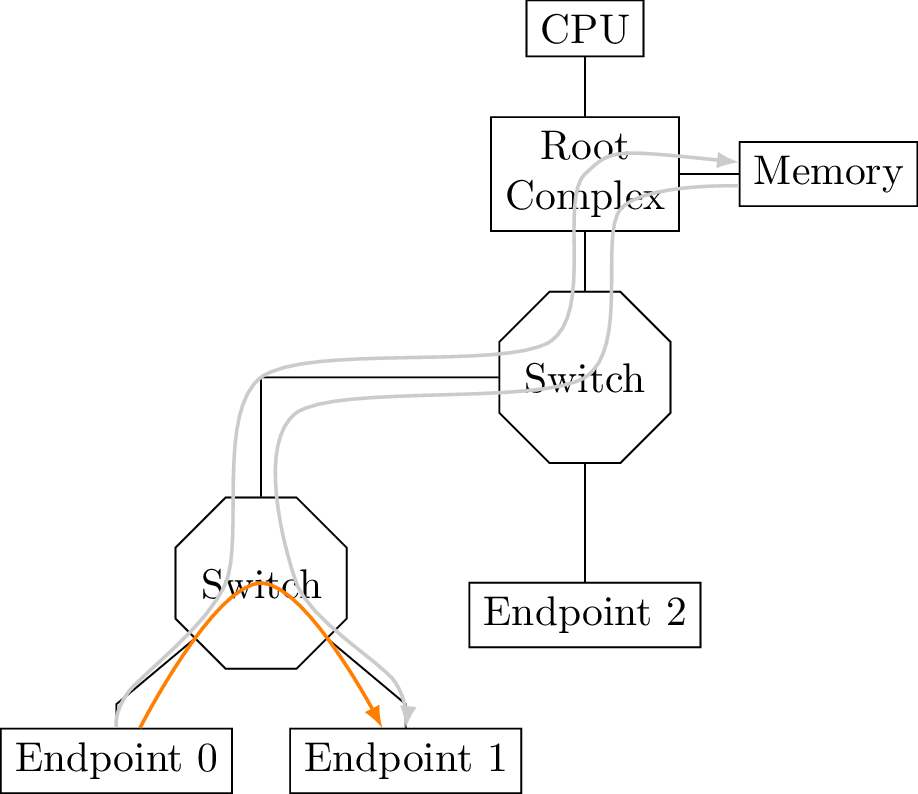 CPU
Root
Complex
Memory
Switch
Switch
Endpoint 2
Endpoint 0
Endpoint 1